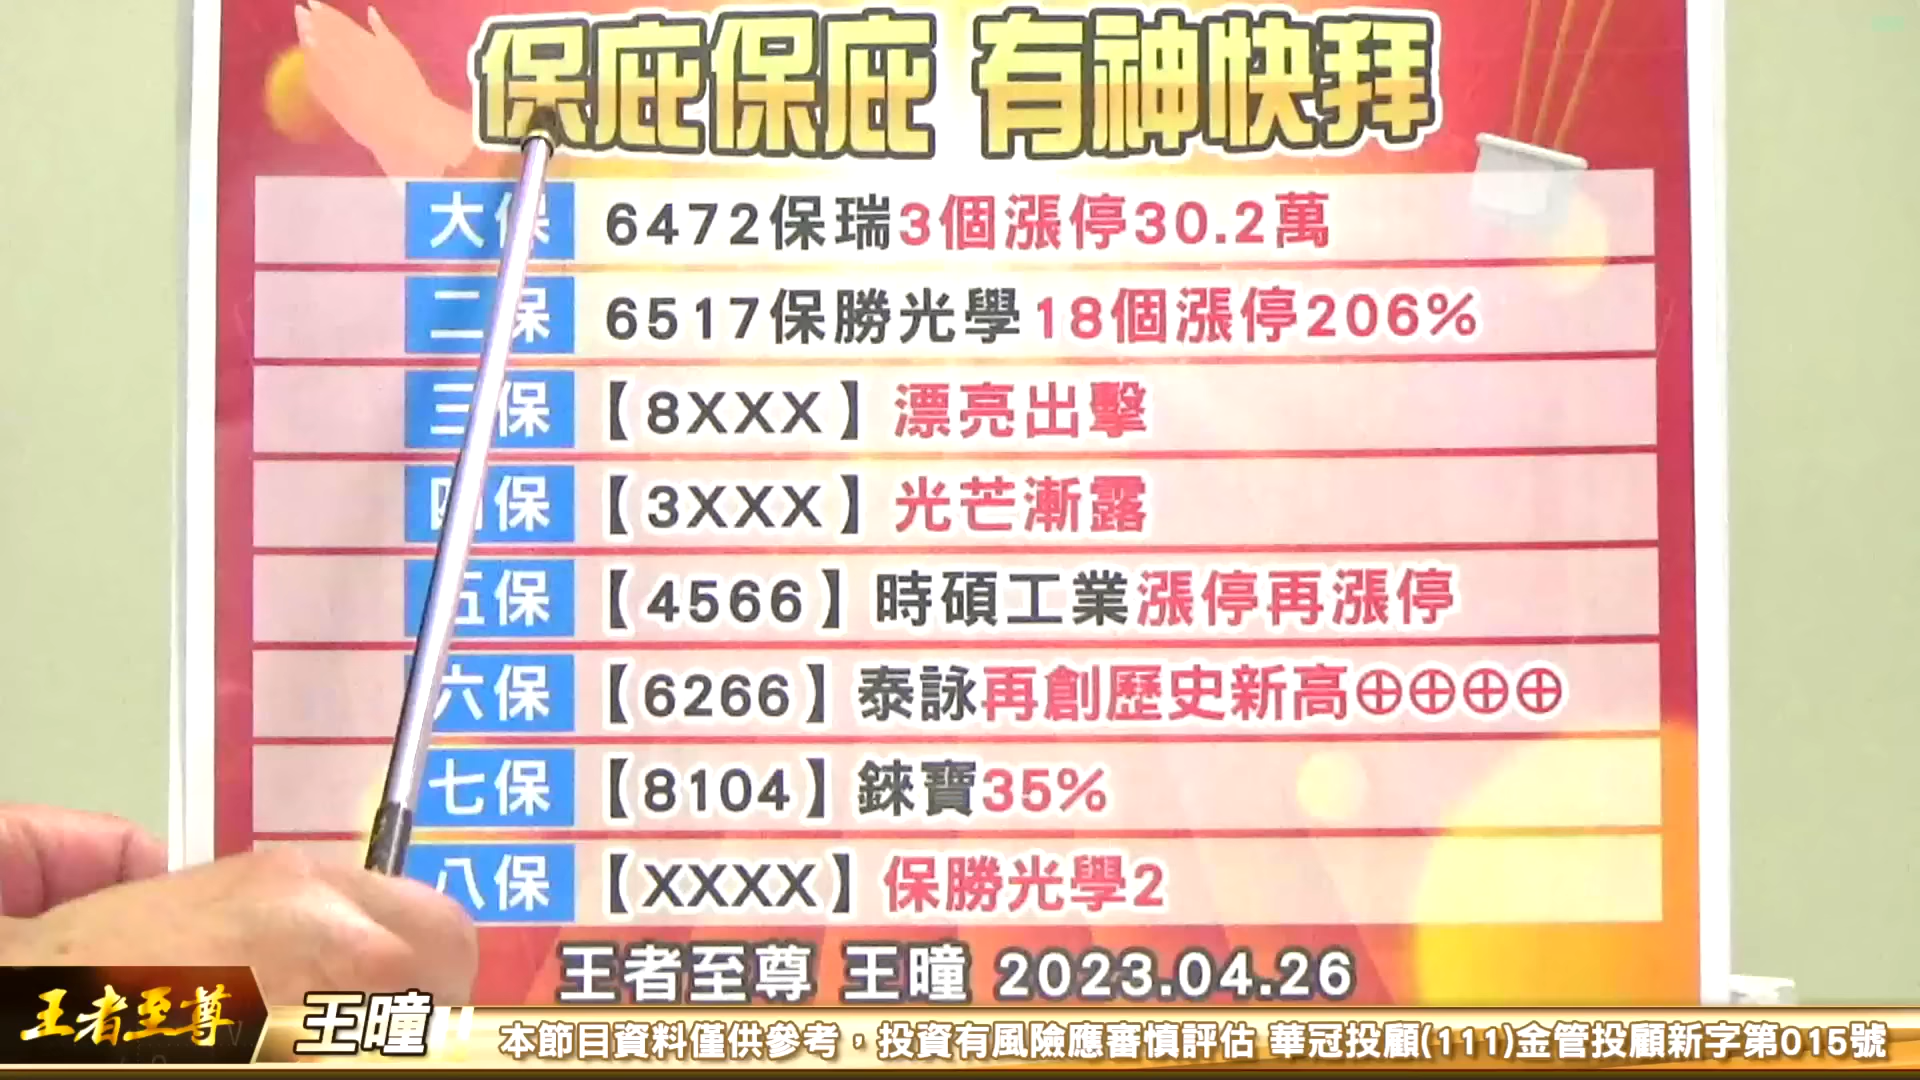 保庇保庇 有神快拜
大保 6472保瑞3個漲停30.2萬
二保 6517保勝光學18個漲停206%
三保 【8XXX】漂亮出擊
四保 【3XXX】光芒漸露
五保 【4566】時碩工業漲停再漲停
六保 【6266】泰詠再創歷史新高⊕⊕⊕⊕
七保 【8104】錸寶35%
八保 【XXXX】保勝光學2
王者至尊 王曈 2023.04.26
王者至尊 王曈 本節目資料僅供參考，投資有風險應審慎評估 華冠投顧(111)金管投顧新字第015號